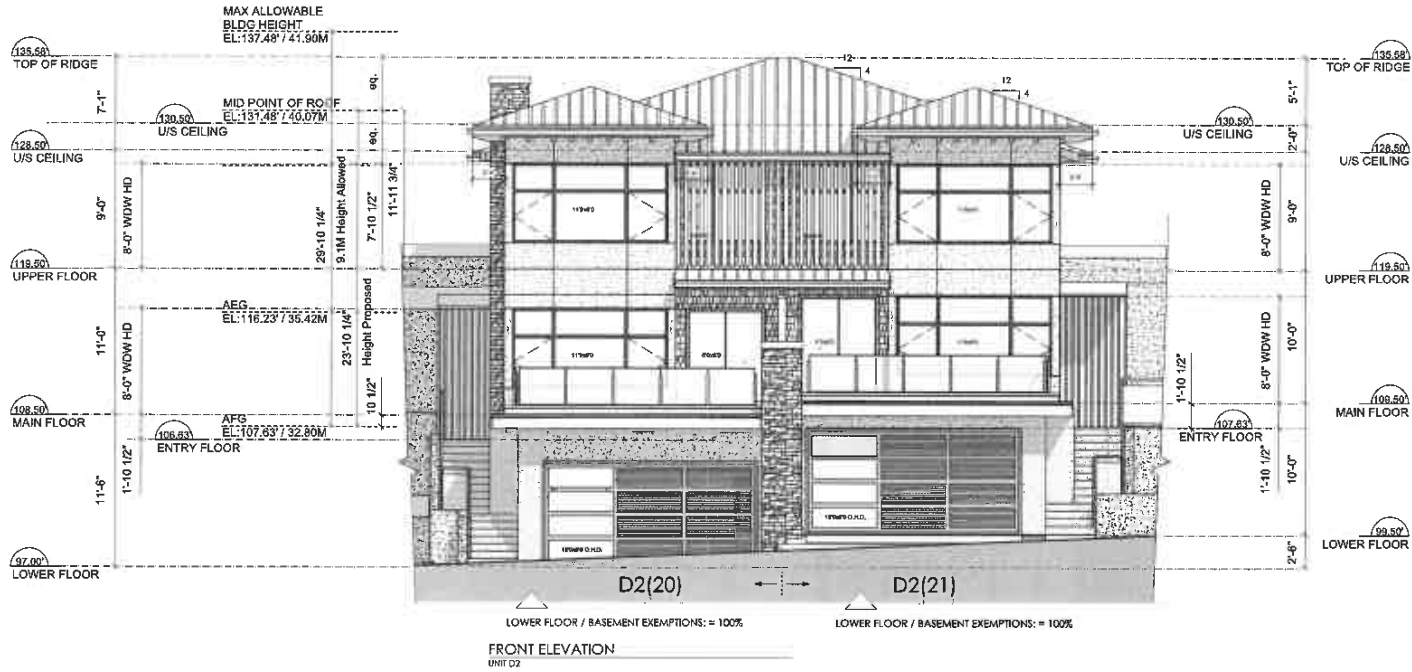 MAX ALLOWABLE
BLDG HEIGHT
EL:137.48' / 41.90M
135.58'
TOP OF RIDGE
7'-1"
eq.
MID POINT OF ROOF
EL:131.48' / 40.07M
130.50'
U/S CEILING
128.50'
U/S CEILING
eq.
9'-0"
8'-0" WDW HD
29'-10 1/4"
9.1M Height Allowed
7'-10 1/2"
11'-11 3/4"
119.50'
UPPER FLOOR
AEG
EL:116.23' / 35.42M
11'-0"
8'-0" WDW HD
23'-10 1/4"
Height Proposed
10 1/2"
108.50'
MAIN FLOOR
AFG
EL:107.63' / 32.80M
106.63'
ENTRY FLOOR
11'-6"
1'-10 1/2"
97.00'
LOWER FLOOR
12
4
12
4
135.58'
TOP OF RIDGE
5'-1"
130.50'
U/S CEILING
2'-0"
128.50'
U/S CEILING
8'-0" WDW HD
9'-0"
119.50'
UPPER FLOOR
8'-0" WDW HD
10'-0"
1'-10 1/2"
109.50'
MAIN FLOOR
107.63'
ENTRY FLOOR
1'-10 1/2"
10'-0"
99.50'
LOWER FLOOR
2'-6"
D2(20)
D2(21)
LOWER FLOOR / BASEMENT EXEMPTIONS: = 100%
LOWER FLOOR / BASEMENT EXEMPTIONS: = 100%
FRONT ELEVATION
UNIT D2